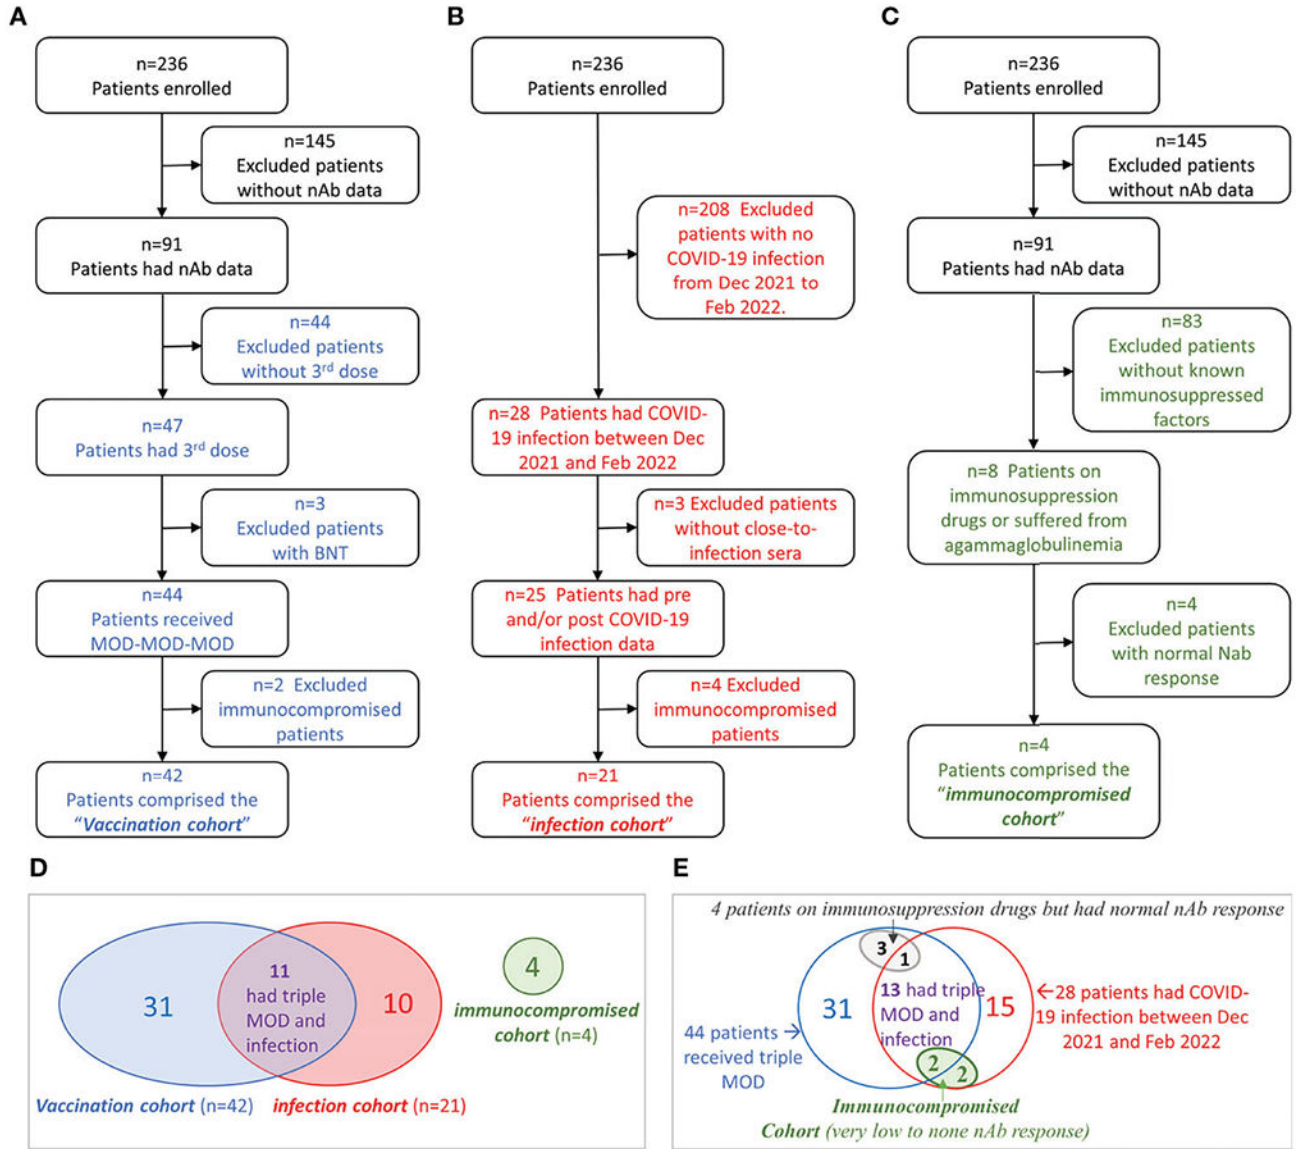 A
n=236
Patients enrolled
n=145
Excluded patients
without nAb data
n=91
Patients had nAb data
n=44
Excluded patients
without 3rd dose
n=47
Patients had 3rd dose
n=3
Excluded patients
with BNT
n=44
Patients received
MOD-MOD-MOD
n=2 Excluded
immunocompromised
patients
n=42
Patients comprised the
“Vaccination cohort”
B
n=236
Patients enrolled
n=208 Excluded
patients with no
COVID-19 infection
from Dec 2021 to
Feb 2022.
n=28 Patients had COVID-
19 infection between Dec
2021 and Feb 2022
n=3 Excluded patients
without close-to-
infection sera
n=25 Patients had pre
and/or post COVID-19
infection data
n=4 Excluded
immunocompromised
patients
n=21
Patients comprised the
“infection cohort”
C
n=236
Patients enrolled
n=145
Excluded patients
without nAb data
n=91
Patients had nAb data
n=83
Excluded patients
without known
immunosuppressed
factors
n=8 Patients on
immunosuppression
drugs or suffered from
agammaglobulinemia
n=4
Excluded patients
with normal Nab
response
n=4
Patients comprised the
“immunocompromised
cohort”
D
31
11
had triple
MOD and
infection
10
4
immunocompromised
cohort (n=4)
Vaccination cohort (n=42)
infection cohort (n=21)
E
4 patients on immunosuppression drugs but had normal nAb response
3
1
31
13 had triple
MOD and
infection
15
←28 patients had COVID-
19 infection between Dec
2021 and Feb 2022
44 patients →
received triple
MOD
2
2
Immunocompromised
Cohort (very low to none nAb response)